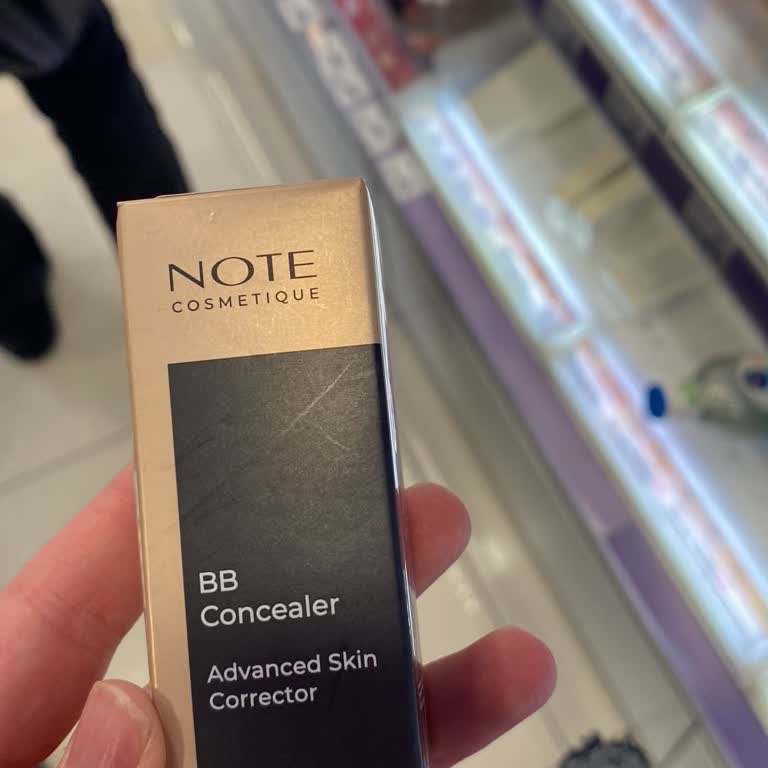 NOTE
COSMETIQUE
BB
Concealer
Advanced Skin
Corrector